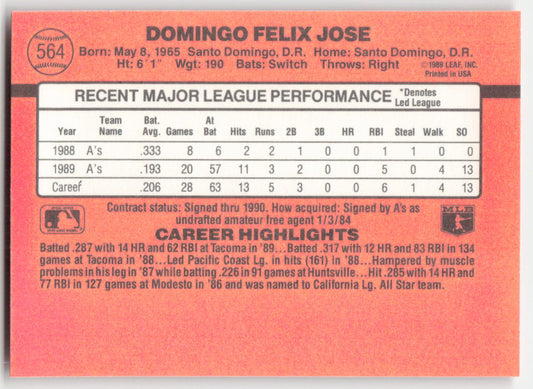 564
DOMINGO FELIX JOSE
Born: May 8, 1965 Santo Domingo, D.R. Home: Santo Domingo, D.R.
Ht: 6'1" Wgt: 190 Bats: Switch Throws: Right
©1989 LEAF, INC.
Printed in USA
RECENT MAJOR LEAGUE PERFORMANCE *Denotes Led League
Year Team Name Bat. Avg. Games At Bat Hits Runs 2B 3B HR RBI Steal Walk SO
1988 A's .333 8 6 2 2 1 0 0 1 1 0 0
1989 A's .193 20 57 11 3 2 0 0 5 0 4 13
Career .206 28 63 13 5 3 0 0 6 1 4 13
Contract status: Signed thru 1990. How acquired: Signed by A's as
undrafted amateur free agent 1/3/84
MLB
CAREER HIGHLIGHTS
Batted .287 with 14 HR and 62 RBI at Tacoma in '89...Batted .317 with 12 HR and 83 RBI in 134
games at Tacoma in '88...Led Pacific Coast Lg. in hits (161) in '88...Hampered by muscle
problems in his leg in '87 while batting .226 in 91 games at Huntsville...Hit .285 with 14 HR and
77 RBI in 127 games at Modesto in '86 and was named to California Lg. All Star team.